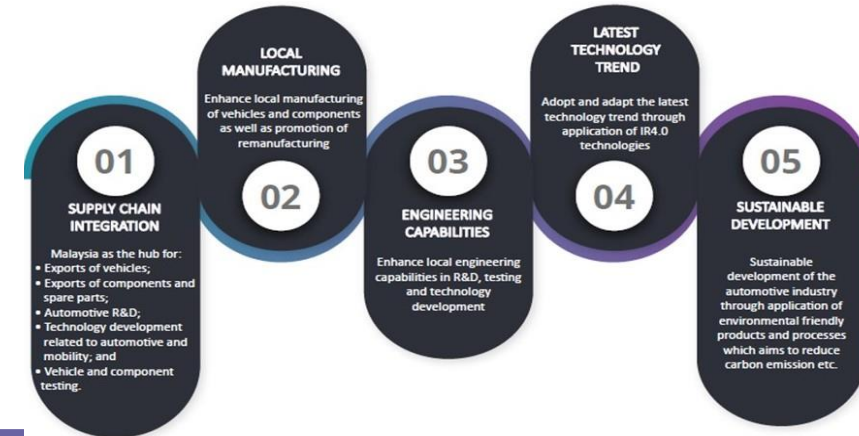 01
SUPPLY CHAIN
INTEGRATION
Malaysia as the hub for:
• Exports of vehicles;
• Exports of components and
spare parts;
• Automotive R&D;
• Technology development
related to automotive and
mobility; and
• Vehicle and component
testing.
LOCAL
MANUFACTURING
Enhance local manufacturing
of vehicles and components
as well as promotion of
remanufacturing
02
03
ENGINEERING
CAPABILITIES
Enhance local engineering
capabilities in R&D, testing
and technology
development
LATEST
TECHNOLOGY
TREND
Adopt and adapt the latest
technology trend through
application of IR4.0
technologies
04
05
SUSTAINABLE
DEVELOPMENT
Sustainable
development of the
automotive industry
through application of
environmental friendly
products and processes
which aims to reduce
carbon emission etc.